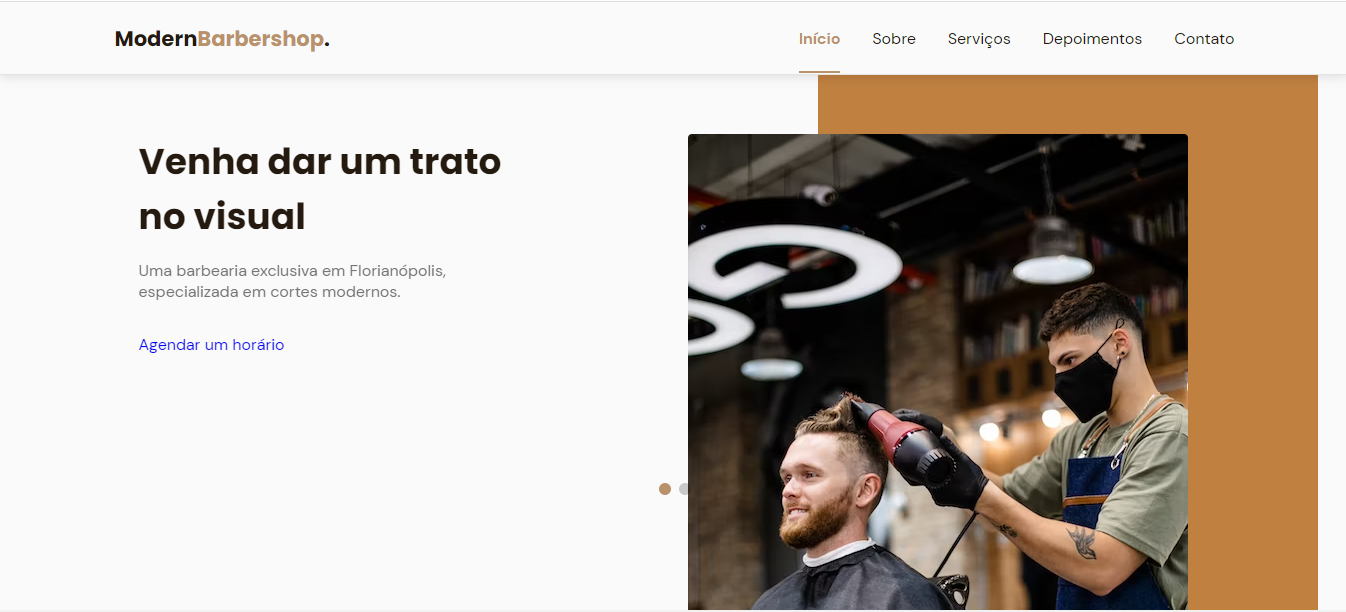 ModernBarbershop.
Início Sobre Serviços Depoimentos Contato
Venha dar um trato
no visual
Uma barbearia exclusiva em Florianópolis,
especializada em cortes modernos.
Agendar um horário